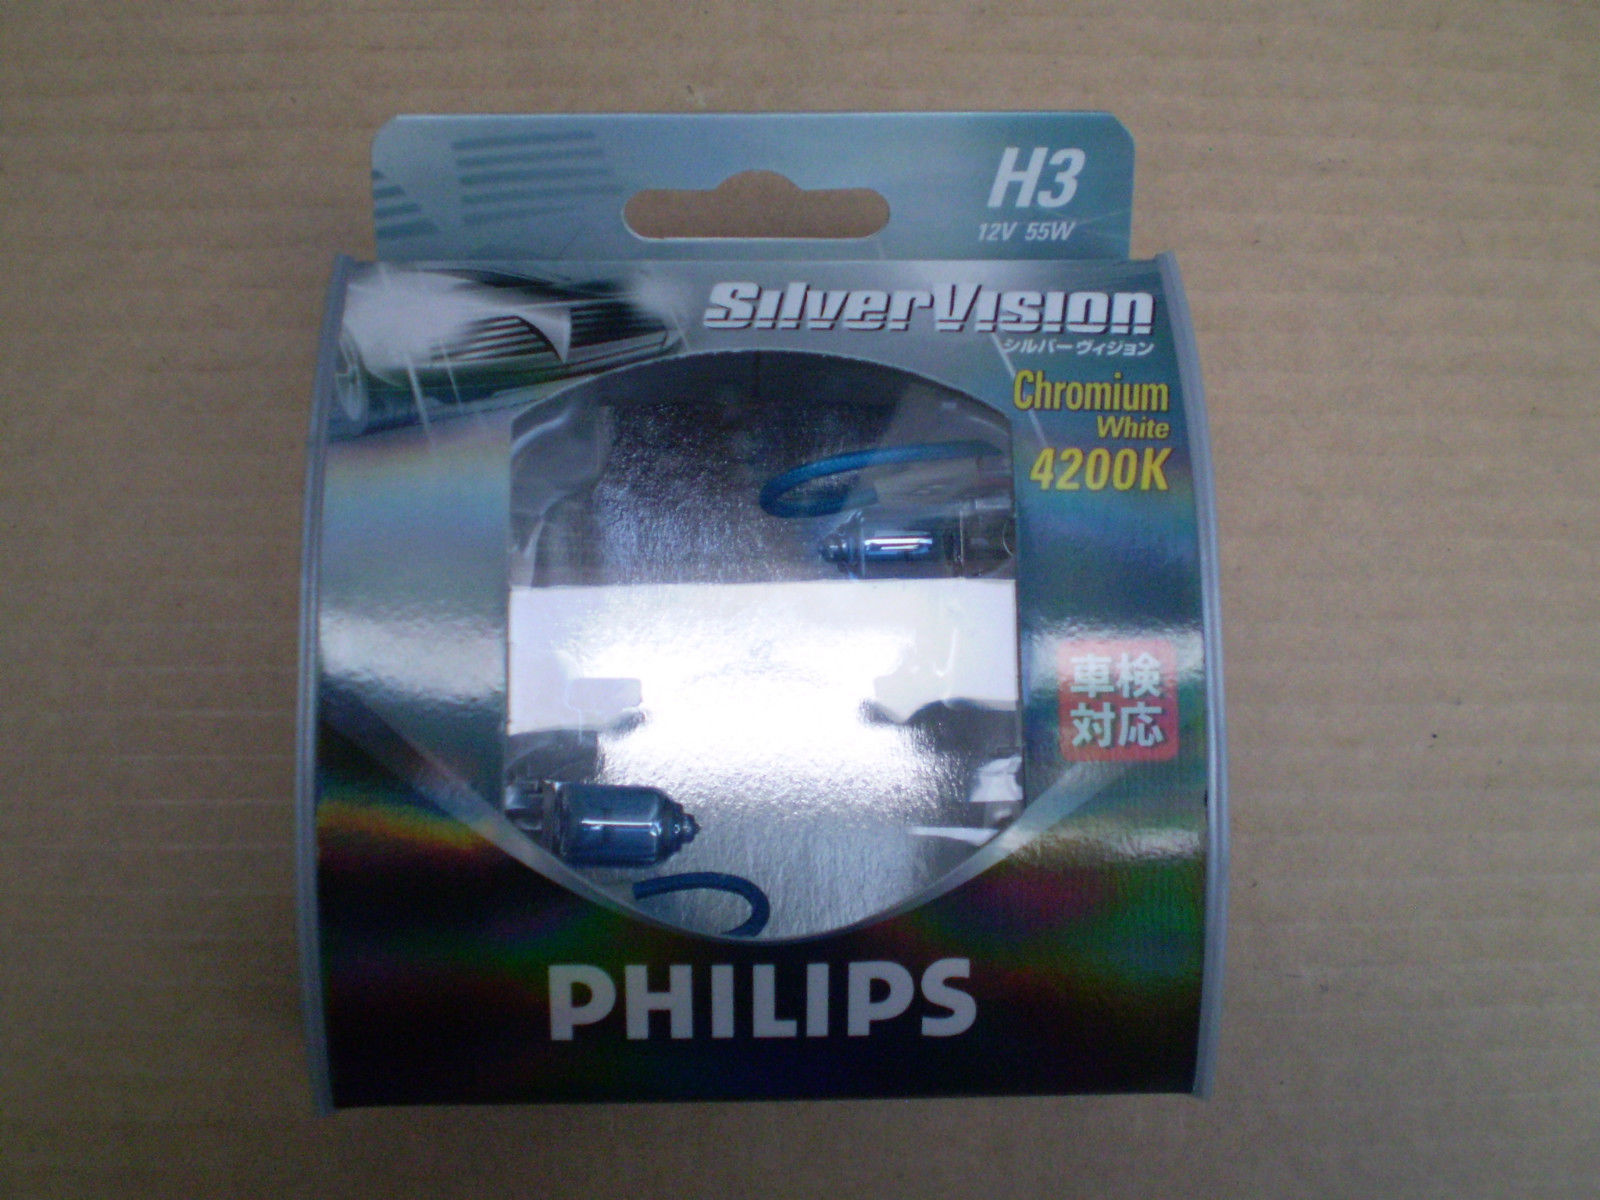 H3
12V 55W
SilverVision
シルバーヴィジョン
Chromium
White
4200K
車検
対応
PHILIPS